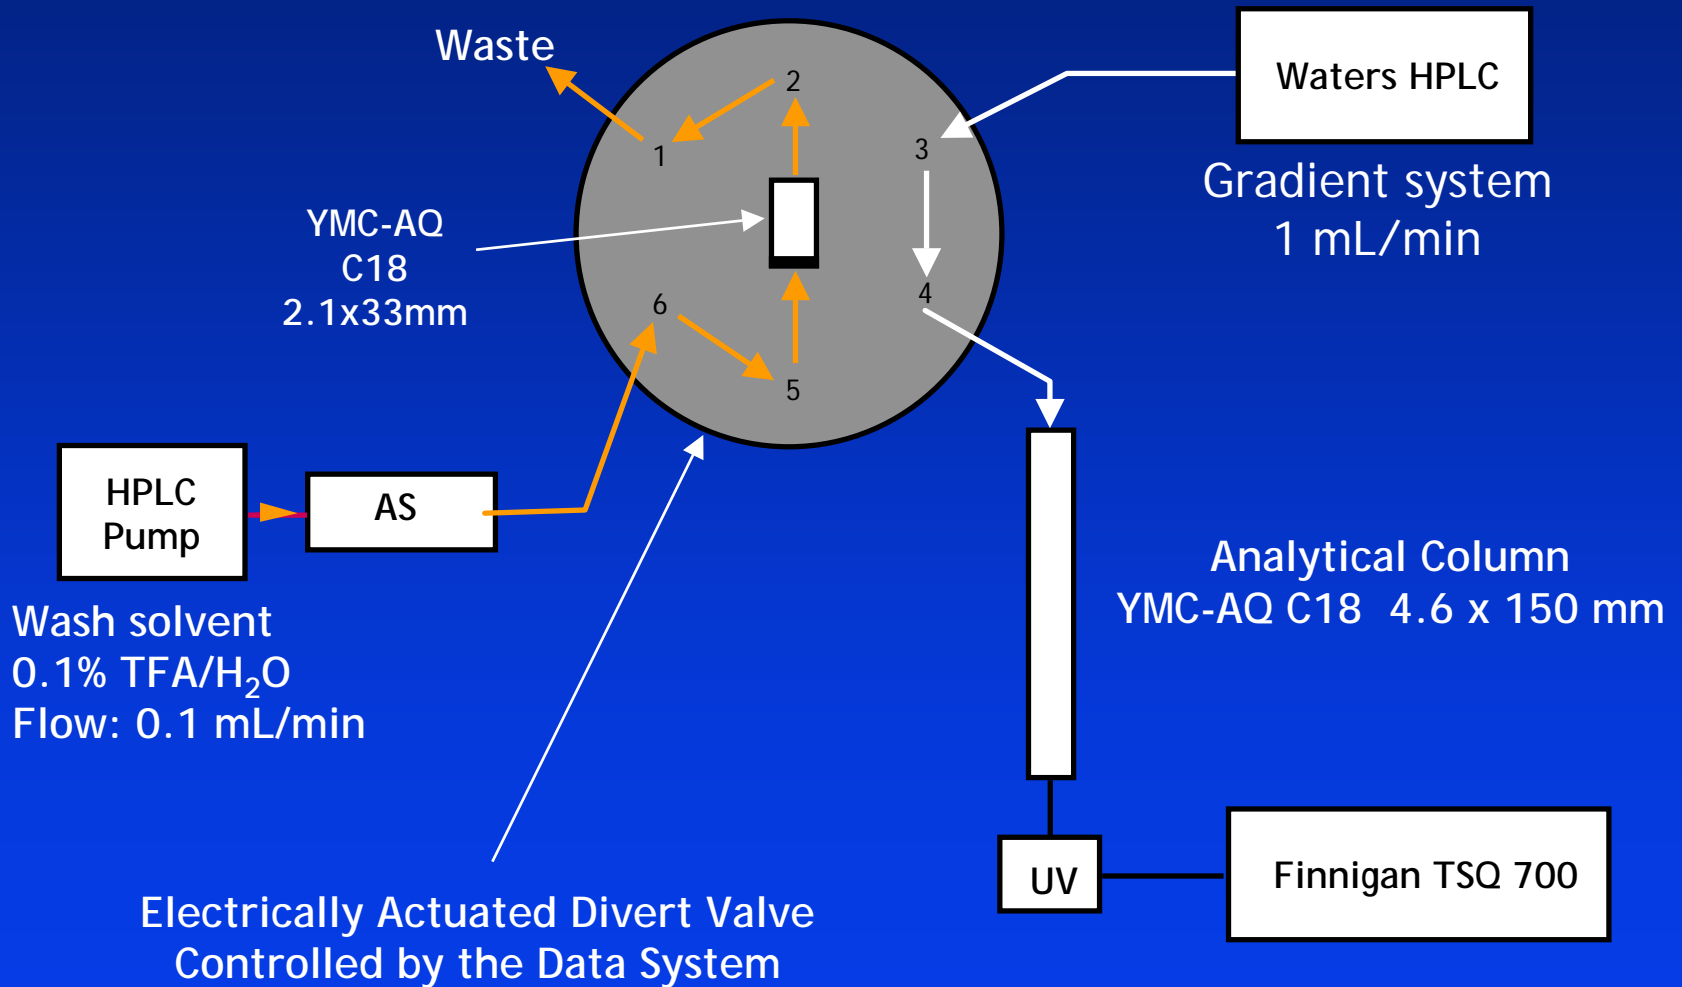 Waste
2
1
3
4
5
6
Waters HPLC
Gradient system
1 mL/min
YMC-AQ
C18
2.1x33mm
HPLC
Pump
AS
Wash solvent
0.1% TFA/H₂O
Flow: 0.1 mL/min
Analytical Column
YMC-AQ C18 4.6 x 150 mm
UV
Finnigan TSQ 700
Electrically Actuated Divert Valve
Controlled by the Data System